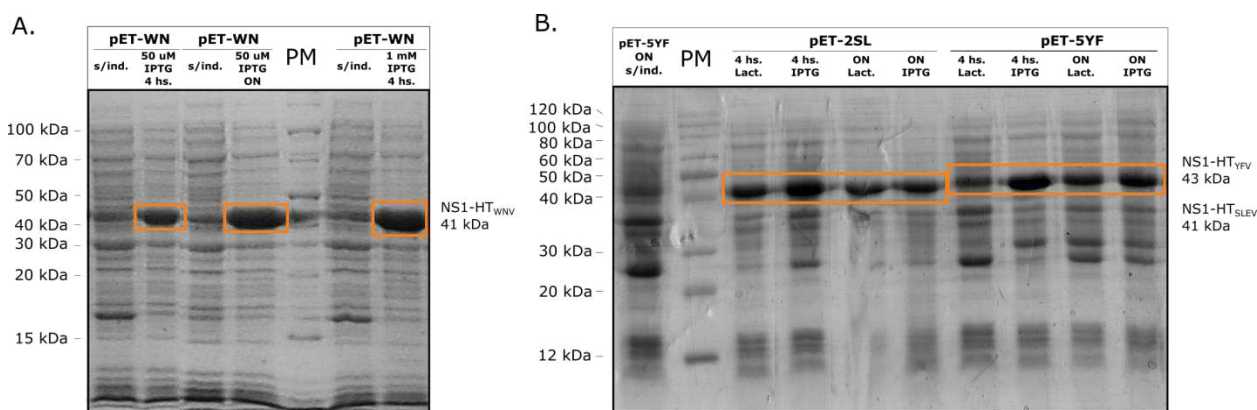 A.
pET-WN pET-WN PM pET-WN
s/ind. 50 uM IPTG 4 hs. s/ind. 50 uM IPTG ON s/ind. 1 mM IPTG 4 hs.
100 kDa
70 kDa
50 kDa
40 kDa
30 kDa
20 kDa
15 kDa
NS1-HTWNV
41 kDa
B.
pET-5YF ON s/ind. PM pET-2SL pET-5YF
4 hs. Lact. 4 hs. IPTG ON Lact. ON IPTG 4 hs. Lact. 4 hs. IPTG ON Lact. ON IPTG
120 kDa
100 kDa
80 kDa
60 kDa
50 kDa
40 kDa
30 kDa
20 kDa
12 kDa
NS1-HTYFV
43 kDa
NS1-HTSLEV
41 kDa